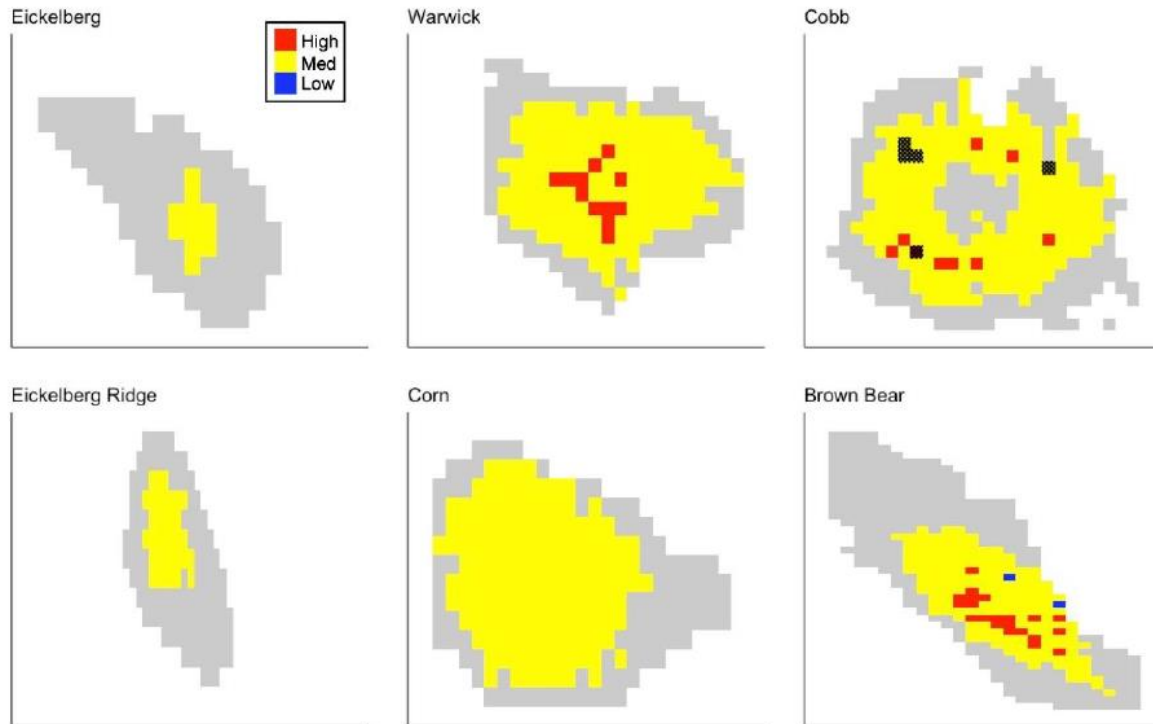 Eickelberg
High
Med
Low
Warwick
Cobb
Eickelberg Ridge
Corn
Brown Bear